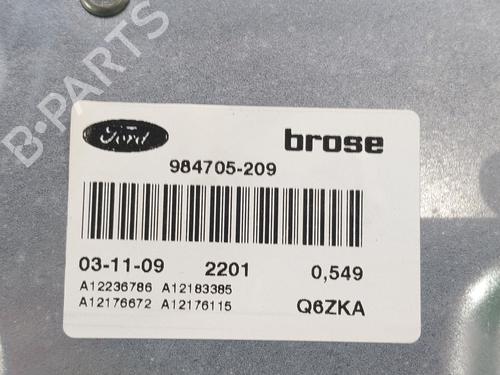 B-PARTS
Ford brose
984705-209
03-11-09 2201 0,549
A12236786 A12183385
A12176672 A12176115 Q6ZKA